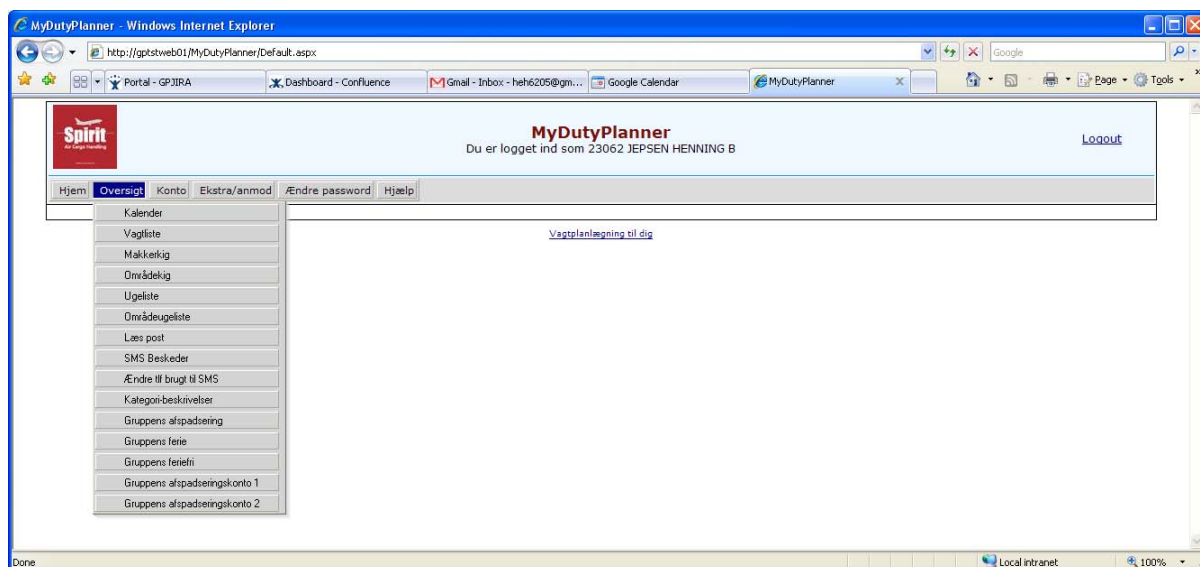 MyDutyPlanner - Windows Internet Explorer
http://gptstweb01/MyDutyPlanner/Default.aspx
Google
Portal - GPJIRA
Dashboard - Confluence
Gmail - Inbox - heh6205@gm...
Google Calendar
MyDutyPlanner
Page
Tools
Spirit
Air Cargo Handling
MyDutyPlanner
Du er logget ind som 23062 JEPSEN HENNING B
Logout
Hjem Oversigt Konto Ekstra/anmod Ændre password Hjælp
Kalender
Vagtliste
Vagtplanlægning til dig
Makkerkig
Områdekig
Ugeliste
Områdeugeliste
Læs post
SMS Beskeder
Ændre tlf brugt til SMS
Kategori-beskrivelser
Gruppens afspadsering
Gruppens ferie
Gruppens feriefri
Gruppens afspadseringskonto 1
Gruppens afspadseringskonto 2
Done
Local intranet
100%